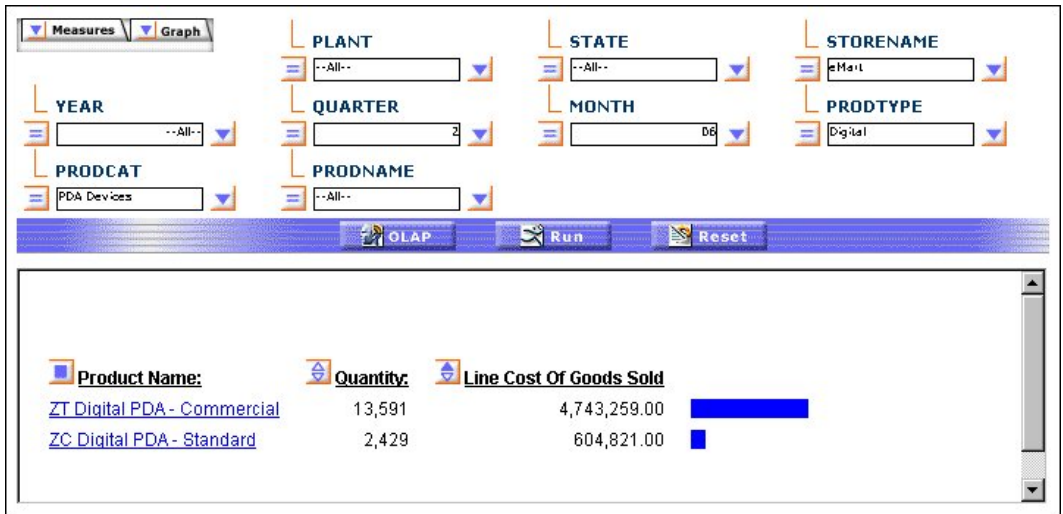 Measures Graph
PLANT STATE STORENAME
--All-- --All-- eMart
YEAR QUARTER MONTH PRODTYPE
--All-- 2 06 Digital
PRODCAT PRODNAME
PDA Devices --All--
OLAP Run Reset
Product Name: Quantity: Line Cost Of Goods Sold
ZT Digital PDA - Commercial 13,591 4,743,259.00
ZC Digital PDA - Standard 2,429 604,821.00